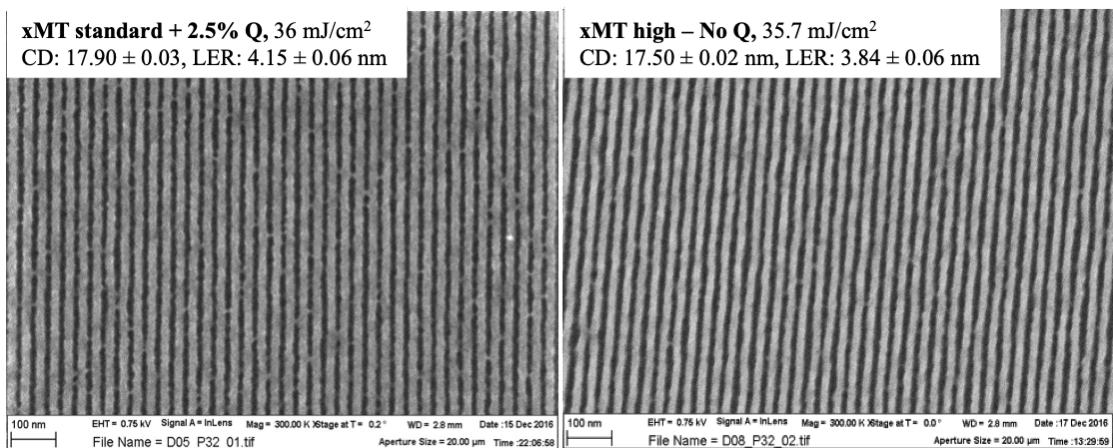 xMT standard + 2.5% Q, 36 mJ/cm²
CD: 17.90 ± 0.03, LER: 4.15 ± 0.06 nm
100 nm
EHT = 0.75 kV Signal A = InLens Mag = 300.00 K X Stage at T = 0.2° WD = 2.8 mm Date :15 Dec 2016
File Name = D05_P32_01.tif Aperture Size = 20.00 µm Time :22:06:58
xMT high – No Q, 35.7 mJ/cm²
CD: 17.50 ± 0.02 nm, LER: 3.84 ± 0.06 nm
100 nm
EHT = 0.75 kV Signal A = InLens Mag = 300.00 K X Stage at T = 0.0° WD = 2.8 mm Date :17 Dec 2016
File Name = D08_P32_02.tif Aperture Size = 20.00 µm Time :13:29:59